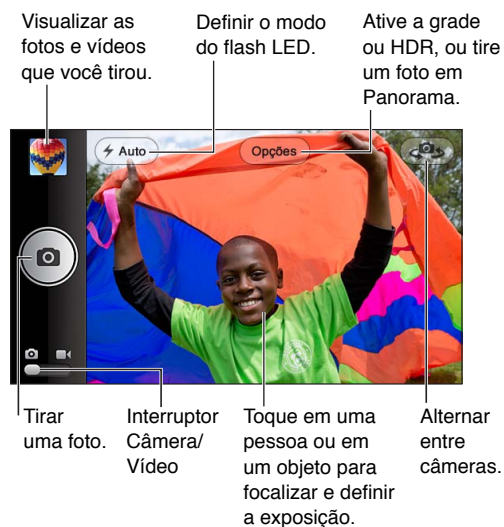 Visualizar as
fotos e vídeos
que você tirou.
Definir o modo
do flash LED.
Ative a grade
ou HDR, ou tire
um foto em
Panorama.
Auto
Opções
Tirar
uma foto.
Interruptor
Câmera/
Vídeo
Toque em uma
pessoa ou em
um objeto para
focalizar e definir
a exposição.
Alternar
entre
câmeras.